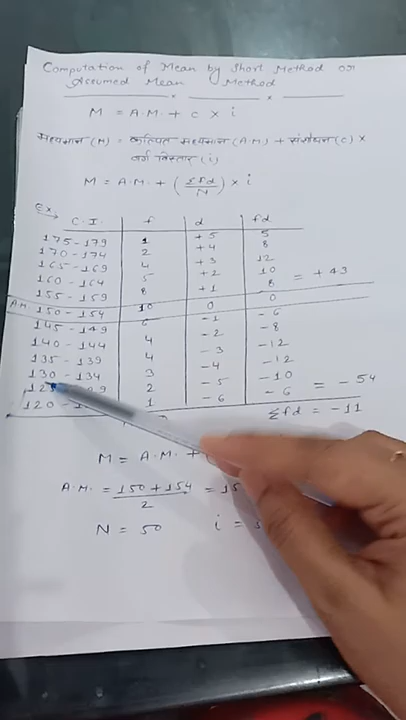 Computation of Mean by Short Method or
Assumed Mean Method
M = A.M. + c x i
मध्यमान (M) = कल्पित मध्यमान (A.M.) + संशोधन (c) x
वर्ग विस्तार (i)
M = A.M. + (Σfd/N) x i
Ex. C.I. f d fd
175-179 1 +5 5
170-174 2 +4 8
165-169 4 +3 12
160-164 5 +2 10 = +43
155-159 8 +1 8
A.M. 150-154 10 0 0
145-149 6 -1 -6
140-144 4 -2 -8
135-139 4 -3 -12
130-134 3 -4 -12
2 -5 -10
120-1 1 -6 -6 = -54
Σfd = -11
M = A.M. +
A.M. = 150+154/2 = 15
N = 50 i =